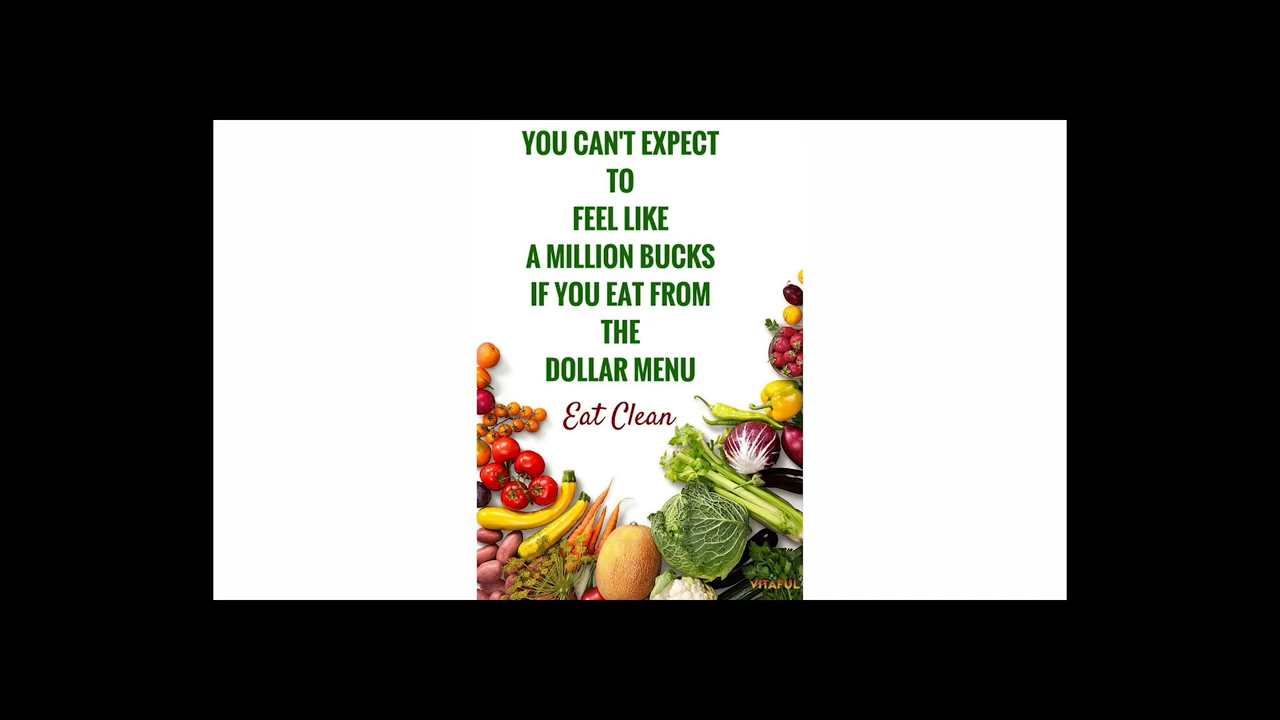 YOU CAN'T EXPECT
TO
FEEL LIKE
A MILLION BUCKS
IF YOU EAT FROM
THE
DOLLAR MENU
Eat Clean
VITAFUL